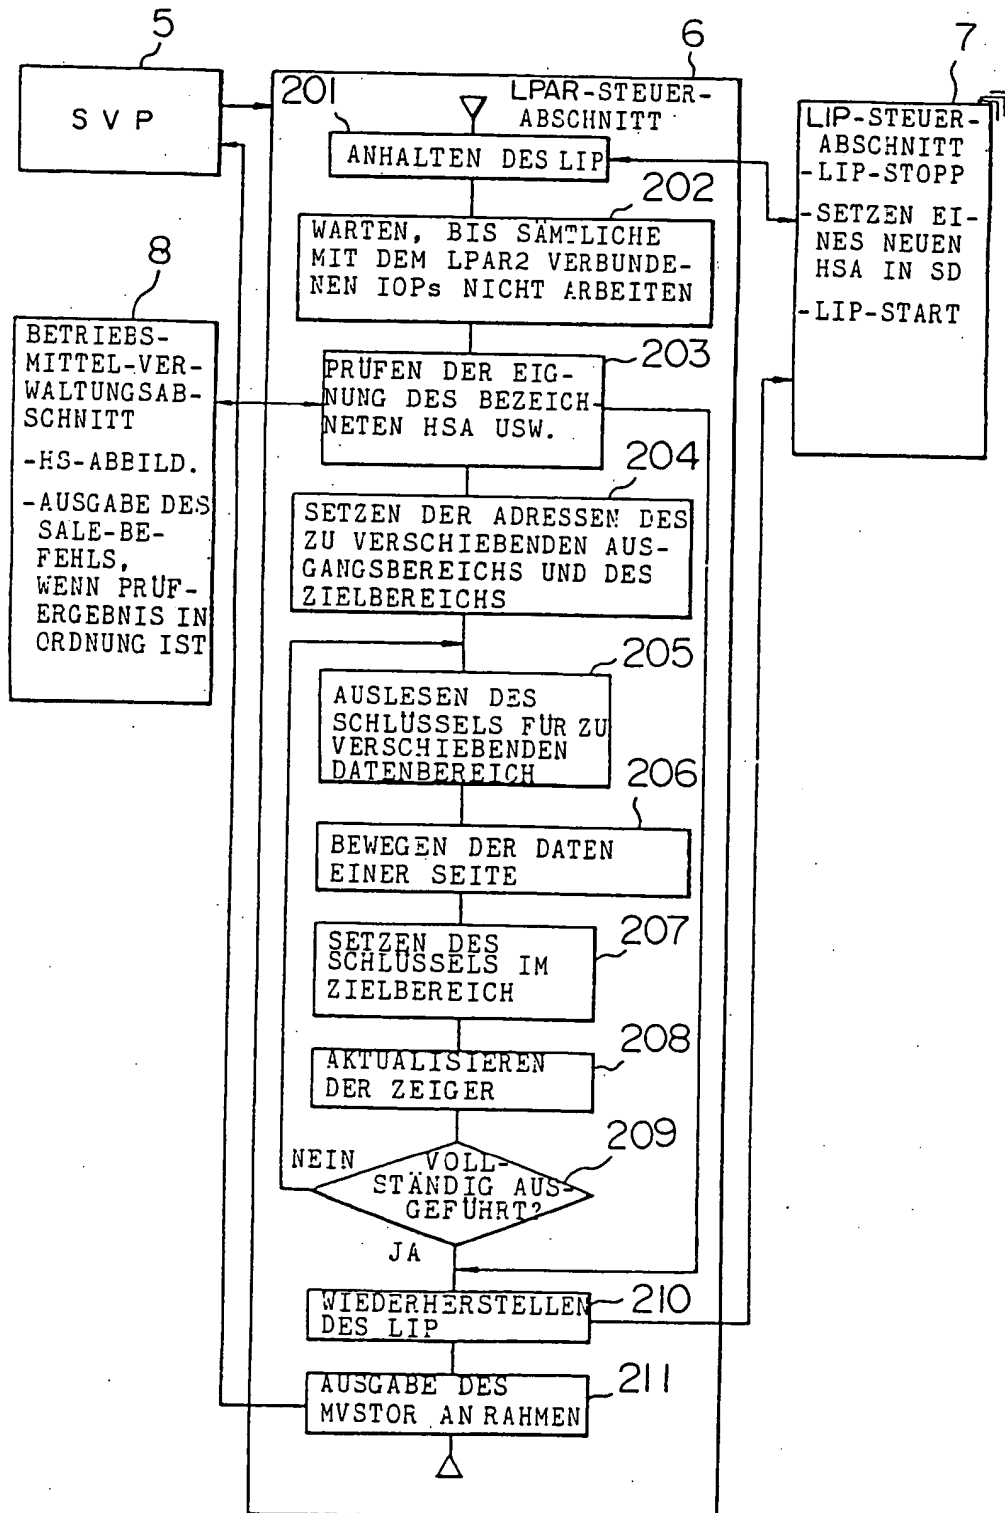 5
SVP
6
201
LPAR-STEUER-
ABSCHNITT
ANHALTEN DES LIP
7
LIP-STEUER-
ABSCHNITT
-LIP-STOPP
-SETZEN EI-
NES NEUEN
HSA IN SD
-LIP-START
202
WARTEN, BIS SÄMTLICHE
MIT DEM LPAR2 VERBUNDE-
NEN IOPs NICHT ARBEITEN
8
BETRIEBS-
MITTEL-VER-
WALTUNGSAB-
SCHNITT
-HS-ABBILD.
-AUSGABE DES
SALE-BE-
FEHLS,
WENN PRÜF-
ERGEBNIS IN
ORDNUNG IST
203
PRÜFEN DER EIG-
NUNG DES BEZEICH-
NETEN HSA USW.
204
SETZEN DER ADRESSEN DES
ZU VERSCHIEBENDEN AUS-
GANGSBEREICHS UND DES
ZIELBEREICHS
205
AUSLESEN DES
SCHLÜSSELS FÜR ZU
VERSCHIEBENDEN
DATENBEREICH
206
BEWEGEN DER DATEN
EINER SEITE
207
SETZEN DES
SCHLÜSSELS IM
ZIELBEREICH
208
AKTUALISIEREN
DER ZEIGER
209
NEIN
VOLL-
STÄNDIG AUS-
GEFÜHRT?
JA
210
WIEDERHERSTELLEN
DES LIP
211
AUSGABE DES
MVSTOR AN RAHMEN